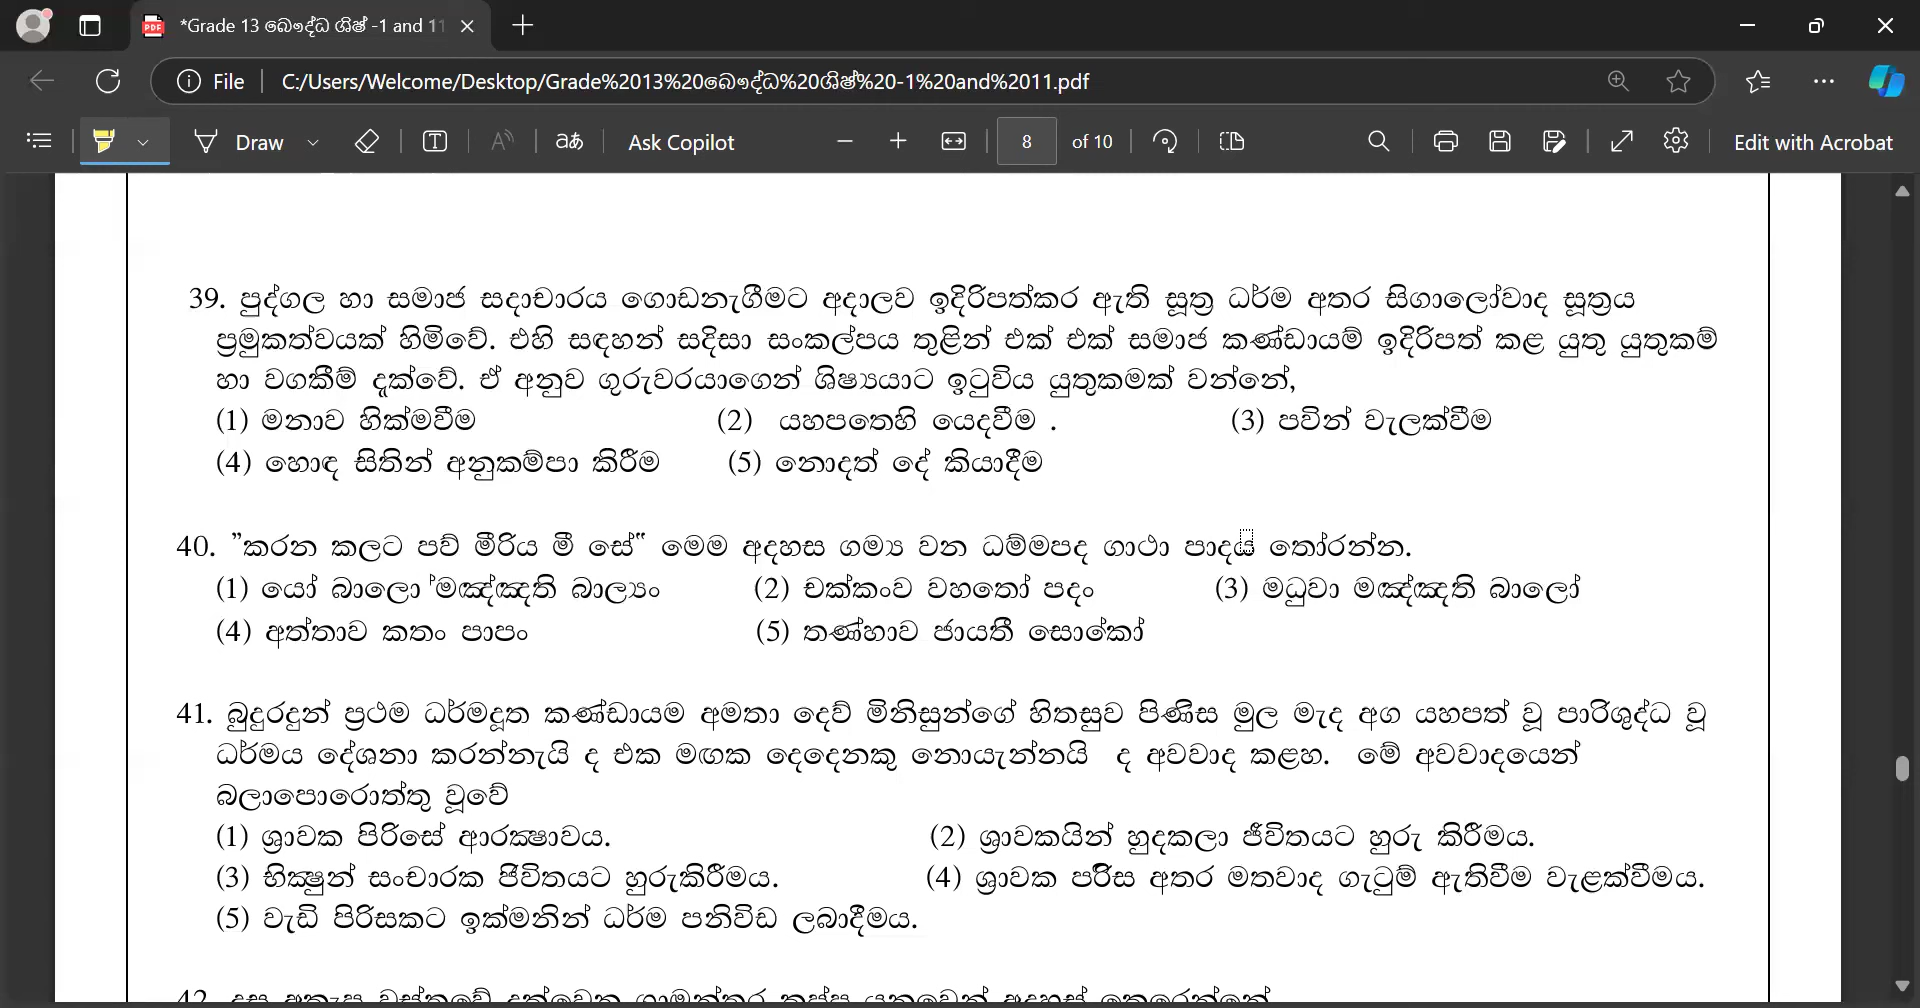 *Grade 13 බෞද්ධ ශිෂ් -1 and 11
File C:/Users/Welcome/Desktop/Grade%2013%20බෞද්ධ%20ශිෂ්%20-1%20and%2011.pdf
Draw aあ Ask Copilot 8 of 10 Edit with Acrobat
39. පුද්ගල හා සමාජ සදාචාරය ගොඩනැගීමට අදාලව ඉදිරිපත්කර ඇති සූත්‍ර ධර්ම අතර සිගාලෝවාද සූත්‍රය
ප්‍රමුකත්වයක් හිමිවේ. එහි සඳහන් සදිසා සංකල්පය තුළින් එක් එක් සමාජ කණ්ඩායම් ඉදිරිපත් කළ යුතු යුතුකම්
හා වගකීම් දක්වේ. ඒ අනුව ගුරුවරයාගෙන් ශිෂ්‍යයාට ඉටුවිය යුතුකමක් වන්නේ,
(1) මනාව හික්මවීම (2) යහපතෙහි යෙදවීම . (3) පවින් වැලක්වීම
(4) හොඳ සිතින් අනුකම්පා කිරීම (5) නොදත් දේ කියාදීම
40. ”කරන කලට පව් මීරිය මී සේ“ මෙම අදහස ගම්‍ය වන ධම්මපද ගාථා පාදය තෝරන්න.
(1) යෝ බාලො 'මඤ්ඤති බාල්‍යං (2) චක්කංව වහතෝ පදං (3) මධුවා මඤ්ඤති බාලෝ
(4) අත්තාව කතං පාපං (5) තණ්හාව ජායතී සොකෝ
41. බුදුරදුන් ප්‍රථම ධර්මදූත කණ්ඩායම අමතා දෙව් මිනිසුන්ගේ හිතසුව පිණිස මුල මැද අග යහපත් වූ පාරිශුද්ධ වූ
ධර්මය දේශනා කරන්නැයි ද එක මඟක දෙදෙනකු නොයැන්නයි ද අවවාද කළහ. මේ අවවාදයෙන්
බලාපොරොත්තු වූවේ
(1) ශ්‍රාවක පිරිසේ ආරක්‍ෂාවය. (2) ශ්‍රාවකයින් හුදකලා ජීවිතයට හුරු කිරීමය.
(3) භික්‍ෂූන් සංචාරක ජීවිතයට හුරුකිරීමය. (4) ශ්‍රාවක පරිස අතර මතවාද ගැටුම් ඇතිවීම වැළක්වීමය.
(5) වැඩි පිරිසකට ඉක්මනින් ධර්ම පනිවිඩ ලබාදීමය.